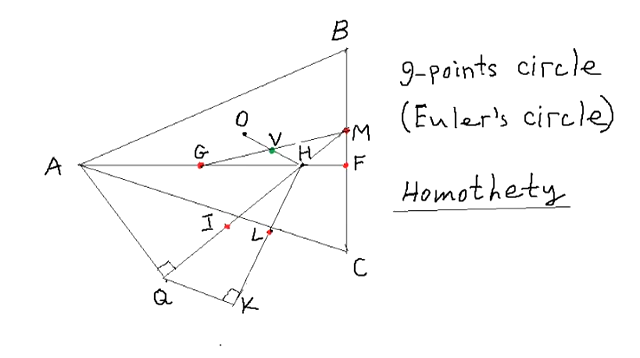 B
9-points circle
(Euler's circle)
O
V
M
G
H
A
F
Homothety
I
L
C
Q
K